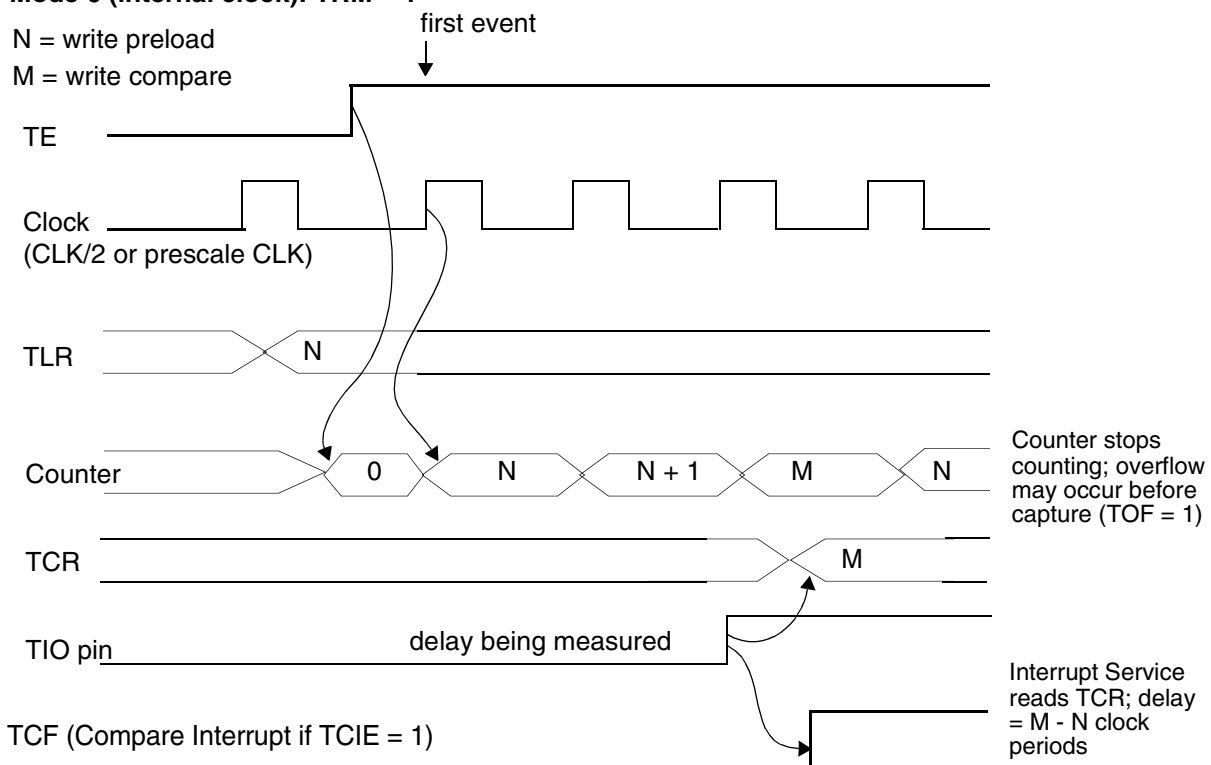 first event
N = write preload
M = write compare
TE
Clock
(CLK/2 or prescale CLK)
TLR
N
Counter
0
N
N + 1
M
N
Counter stops
counting; overflow
may occur before
capture (TOF = 1)
TCR
M
TIO pin
delay being measured
Interrupt Service
reads TCR; delay
= M - N clock
periods
TCF (Compare Interrupt if TCIE = 1)